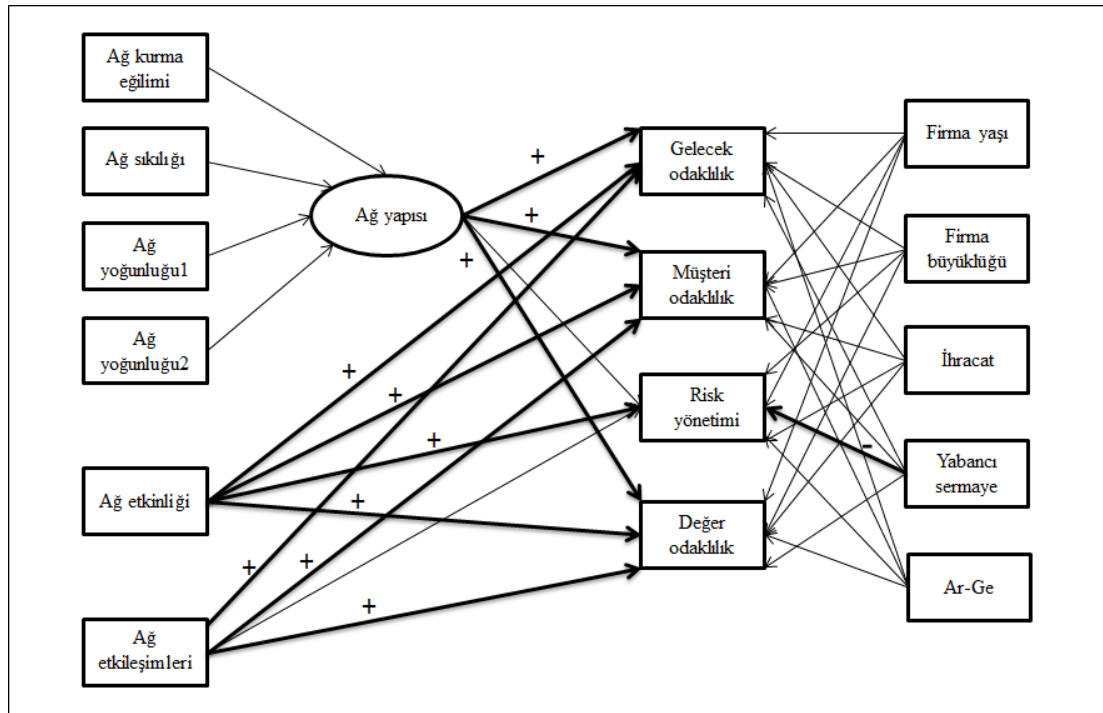 Ağ kurma
eğilimi
Ağ sıkılığı
Ağ
yoğunluğu1
Ağ
yoğunluğu2
Ağ etkinliği
Ağ
etkileşimleri
Ağ yapısı
+
+
+
+
+
+
+
+
+
+
Gelecek
odaklılık
Müşteri
odaklılık
Risk
yönetimi
Değer
odaklılık
-
Firma yaşı
Firma
büyüklüğü
İhracat
Yabancı
sermaye
Ar-Ge